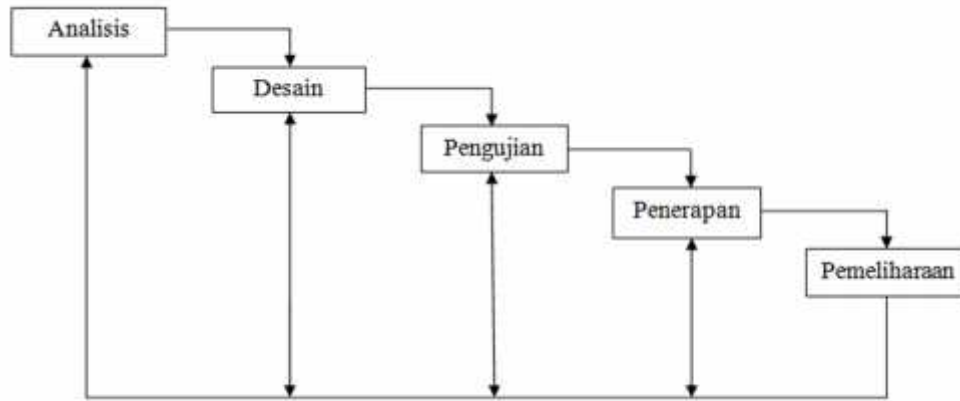 Analisis
Desain
Pengujian
Penerapan
Pemeliharaan